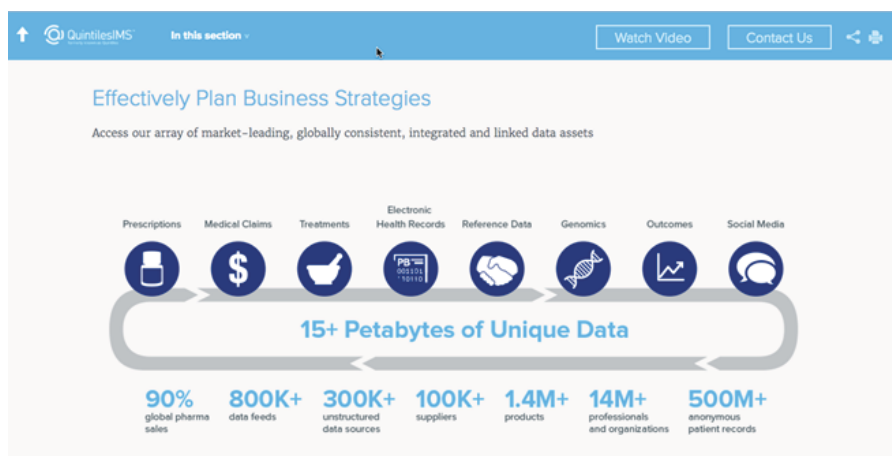 QuintilesIMS
In this section
Watch Video
Contact Us
Effectively Plan Business Strategies
Access our array of market-leading, globally consistent, integrated and linked data assets
Prescriptions
Medical Claims
Treatments
Electronic
Health Records
Reference Data
Genomics
Outcomes
Social Media
PB
001101
110110
15+ Petabytes of Unique Data
90%
global pharma
sales
800K+
data feeds
300K+
unstructured
data sources
100K+
suppliers
1.4M+
products
14M+
professionals
and organizations
500M+
anonymous
patient records